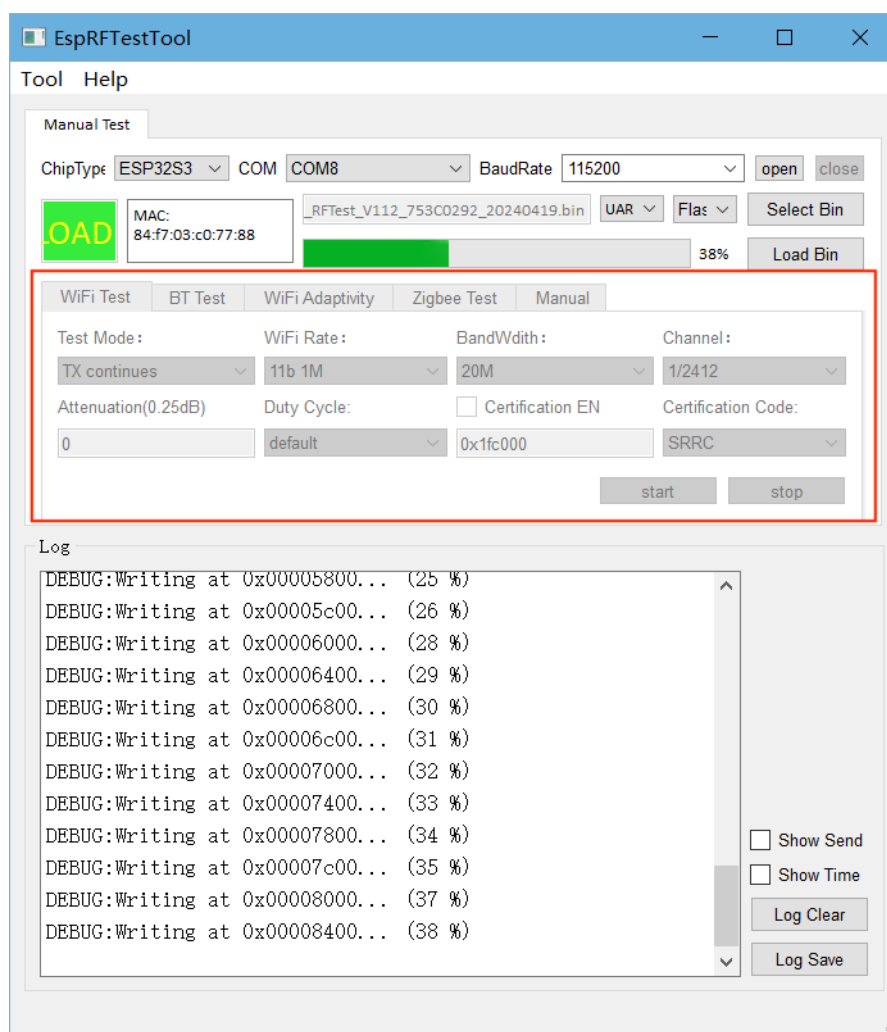 EspRFTestTool
Tool Help
Manual Test
ChipType ESP32S3 COM COM8 BaudRate 115200 open close
LOAD
MAC:
84:f7:03:c0:77:88
_RFTest_V112_753C0292_20240419.bin UAR Flas Select Bin
38% Load Bin
WiFi Test BT Test WiFi Adaptivity Zigbee Test Manual
Test Mode: WiFi Rate: BandWdith: Channel:
TX continues 11b 1M 20M 1/2412
Attenuation(0.25dB) Duty Cycle: Certification EN Certification Code:
0 default 0x1fc000 SRRC
start stop
Log
DEBUG:Writing at 0x00005800... (25 %)
DEBUG:Writing at 0x00005c00... (26 %)
DEBUG:Writing at 0x00006000... (28 %)
DEBUG:Writing at 0x00006400... (29 %)
DEBUG:Writing at 0x00006800... (30 %)
DEBUG:Writing at 0x00006c00... (31 %)
DEBUG:Writing at 0x00007000... (32 %)
DEBUG:Writing at 0x00007400... (33 %)
DEBUG:Writing at 0x00007800... (34 %)
DEBUG:Writing at 0x00007c00... (35 %)
DEBUG:Writing at 0x00008000... (37 %)
DEBUG:Writing at 0x00008400... (38 %)
Show Send
Show Time
Log Clear
Log Save